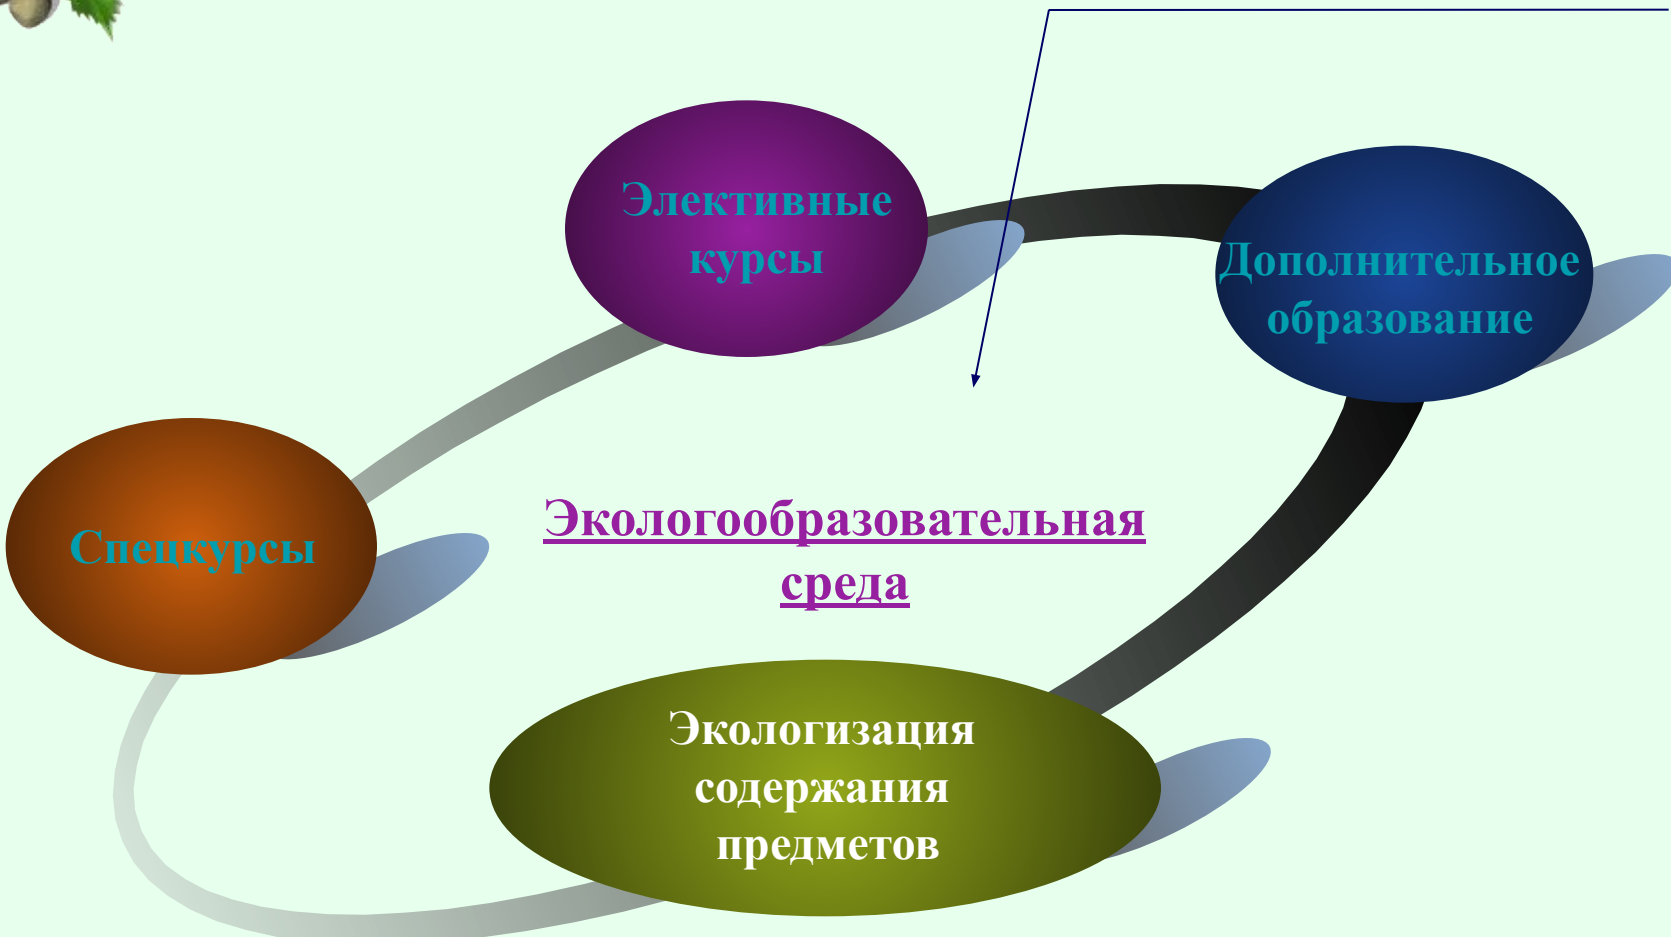 Элективные
курсы
Дополнительное
образование
Спецкурсы
Экологообразовательная
среда
Экологизация
содержания
предметов